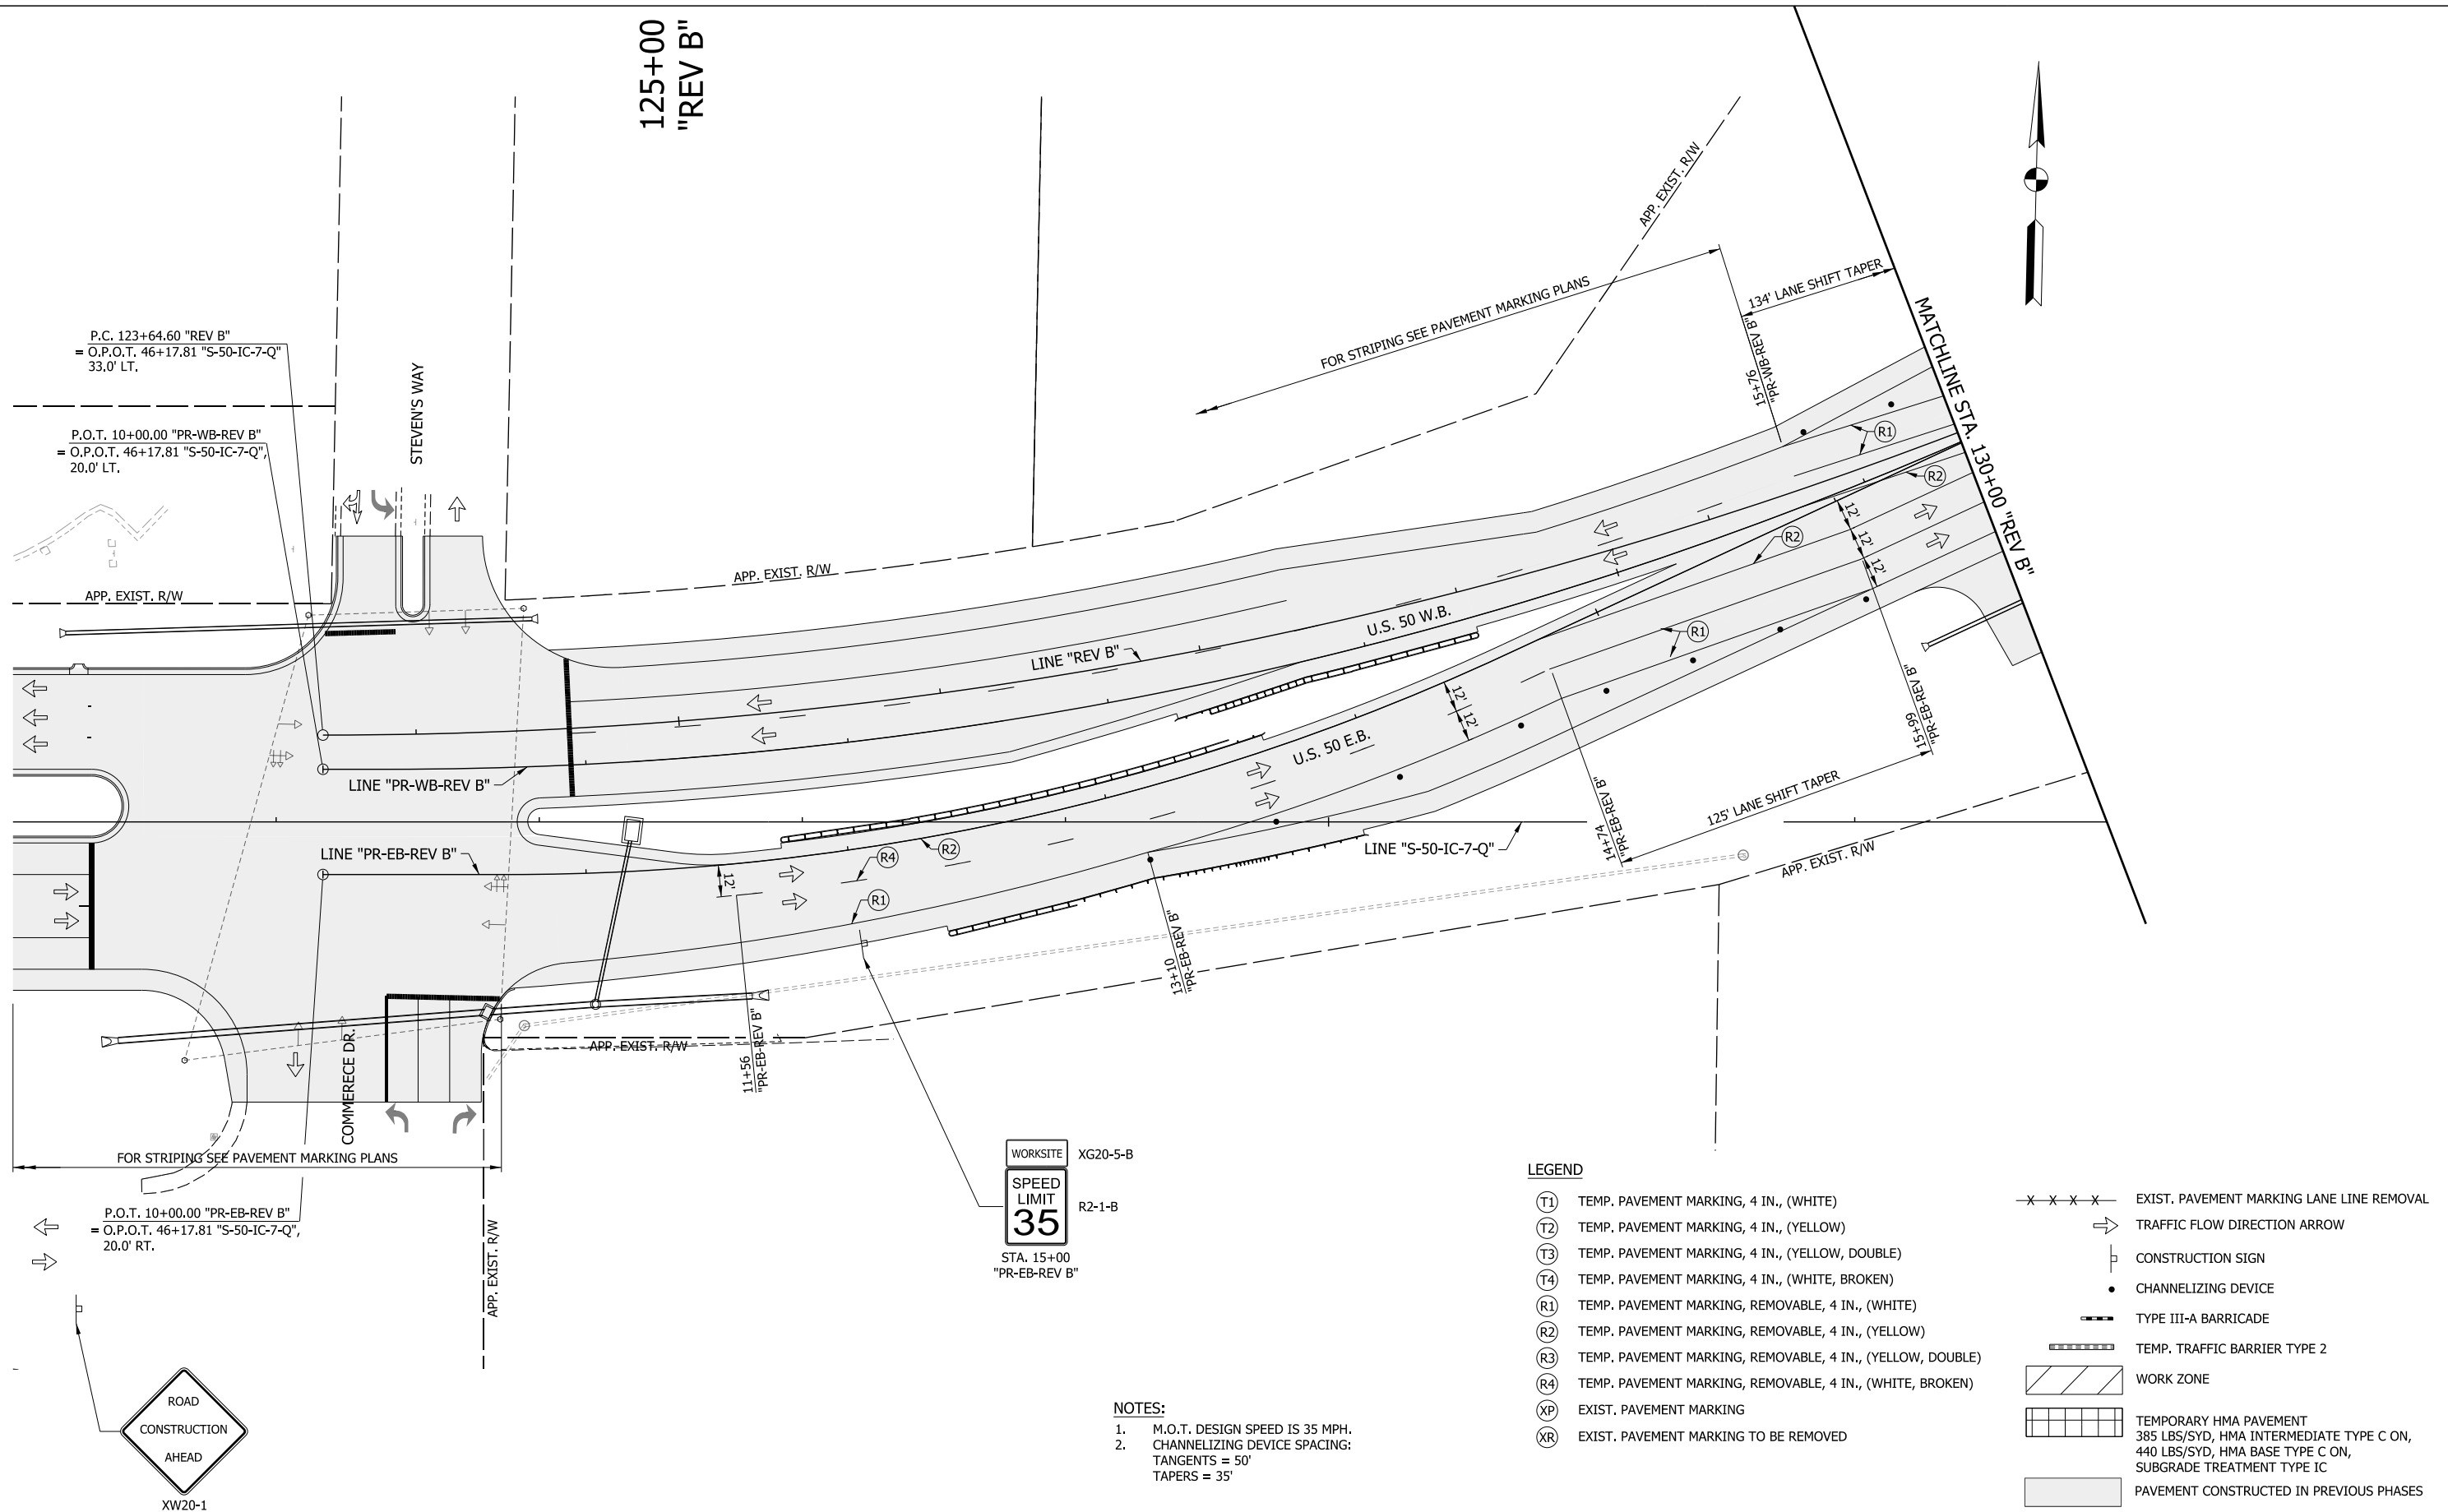 125+00
"REV B"
P.C. 123+64.60 "REV B"
= O.P.O.T. 46+17.81 "S-50-IC-7-Q"
33.0' LT.
P.O.T. 10+00.00 "PR-WB-REV B"
= O.P.O.T. 46+17.81 "S-50-IC-7-Q",
20.0' LT.
STEVEN'S WAY
APP. EXIST. R/W
APP. EXIST. R/W
APP. EXIST. R/W
FOR STRIPING SEE PAVEMENT MARKING PLANS
134' LANE SHIFT TAPER
15+76
"PR-WB-REV B"
MATCHLINE STA. 130+00 "REV B"
R1
R2
R2
12'
12'
12'
U.S. 50 W.B.
LINE "REV B"
R1
12'
12'
U.S. 50 E.B.
LINE "PR-WB-REV B"
LINE "PR-EB-REV B"
12'
R4
R2
R1
LINE "S-50-IC-7-Q"
14+74
"PR-EB-REV B"
15+99
"PR-EB-REV B"
125' LANE SHIFT TAPER
APP. EXIST. R/W
13+10
"PR-EB-REV B"
11+56
"PR-EB-REV B"
APP. EXIST. R/W
COMMERECE DR.
FOR STRIPING SEE PAVEMENT MARKING PLANS
P.O.T. 10+00.00 "PR-EB-REV B"
= O.P.O.T. 46+17.81 "S-50-IC-7-Q",
20.0' RT.
APP. EXIST. R/W
WORKSITE
XG20-5-B
SPEED
LIMIT
35
R2-1-B
STA. 15+00
"PR-EB-REV B"
ROAD
CONSTRUCTION
AHEAD
XW20-1
NOTES:
1. M.O.T. DESIGN SPEED IS 35 MPH.
2. CHANNELIZING DEVICE SPACING:
TANGENTS = 50'
TAPERS = 35'
LEGEND
T1 TEMP. PAVEMENT MARKING, 4 IN., (WHITE)
T2 TEMP. PAVEMENT MARKING, 4 IN., (YELLOW)
T3 TEMP. PAVEMENT MARKING, 4 IN., (YELLOW, DOUBLE)
T4 TEMP. PAVEMENT MARKING, 4 IN., (WHITE, BROKEN)
R1 TEMP. PAVEMENT MARKING, REMOVABLE, 4 IN., (WHITE)
R2 TEMP. PAVEMENT MARKING, REMOVABLE, 4 IN., (YELLOW)
R3 TEMP. PAVEMENT MARKING, REMOVABLE, 4 IN., (YELLOW, DOUBLE)
R4 TEMP. PAVEMENT MARKING, REMOVABLE, 4 IN., (WHITE, BROKEN)
XP EXIST. PAVEMENT MARKING
XR EXIST. PAVEMENT MARKING TO BE REMOVED
X X X X EXIST. PAVEMENT MARKING LANE LINE REMOVAL
TRAFFIC FLOW DIRECTION ARROW
CONSTRUCTION SIGN
CHANNELIZING DEVICE
TYPE III-A BARRICADE
TEMP. TRAFFIC BARRIER TYPE 2
WORK ZONE
TEMPORARY HMA PAVEMENT
385 LBS/SYD, HMA INTERMEDIATE TYPE C ON,
440 LBS/SYD, HMA BASE TYPE C ON,
SUBGRADE TREATMENT TYPE IC
PAVEMENT CONSTRUCTED IN PREVIOUS PHASES